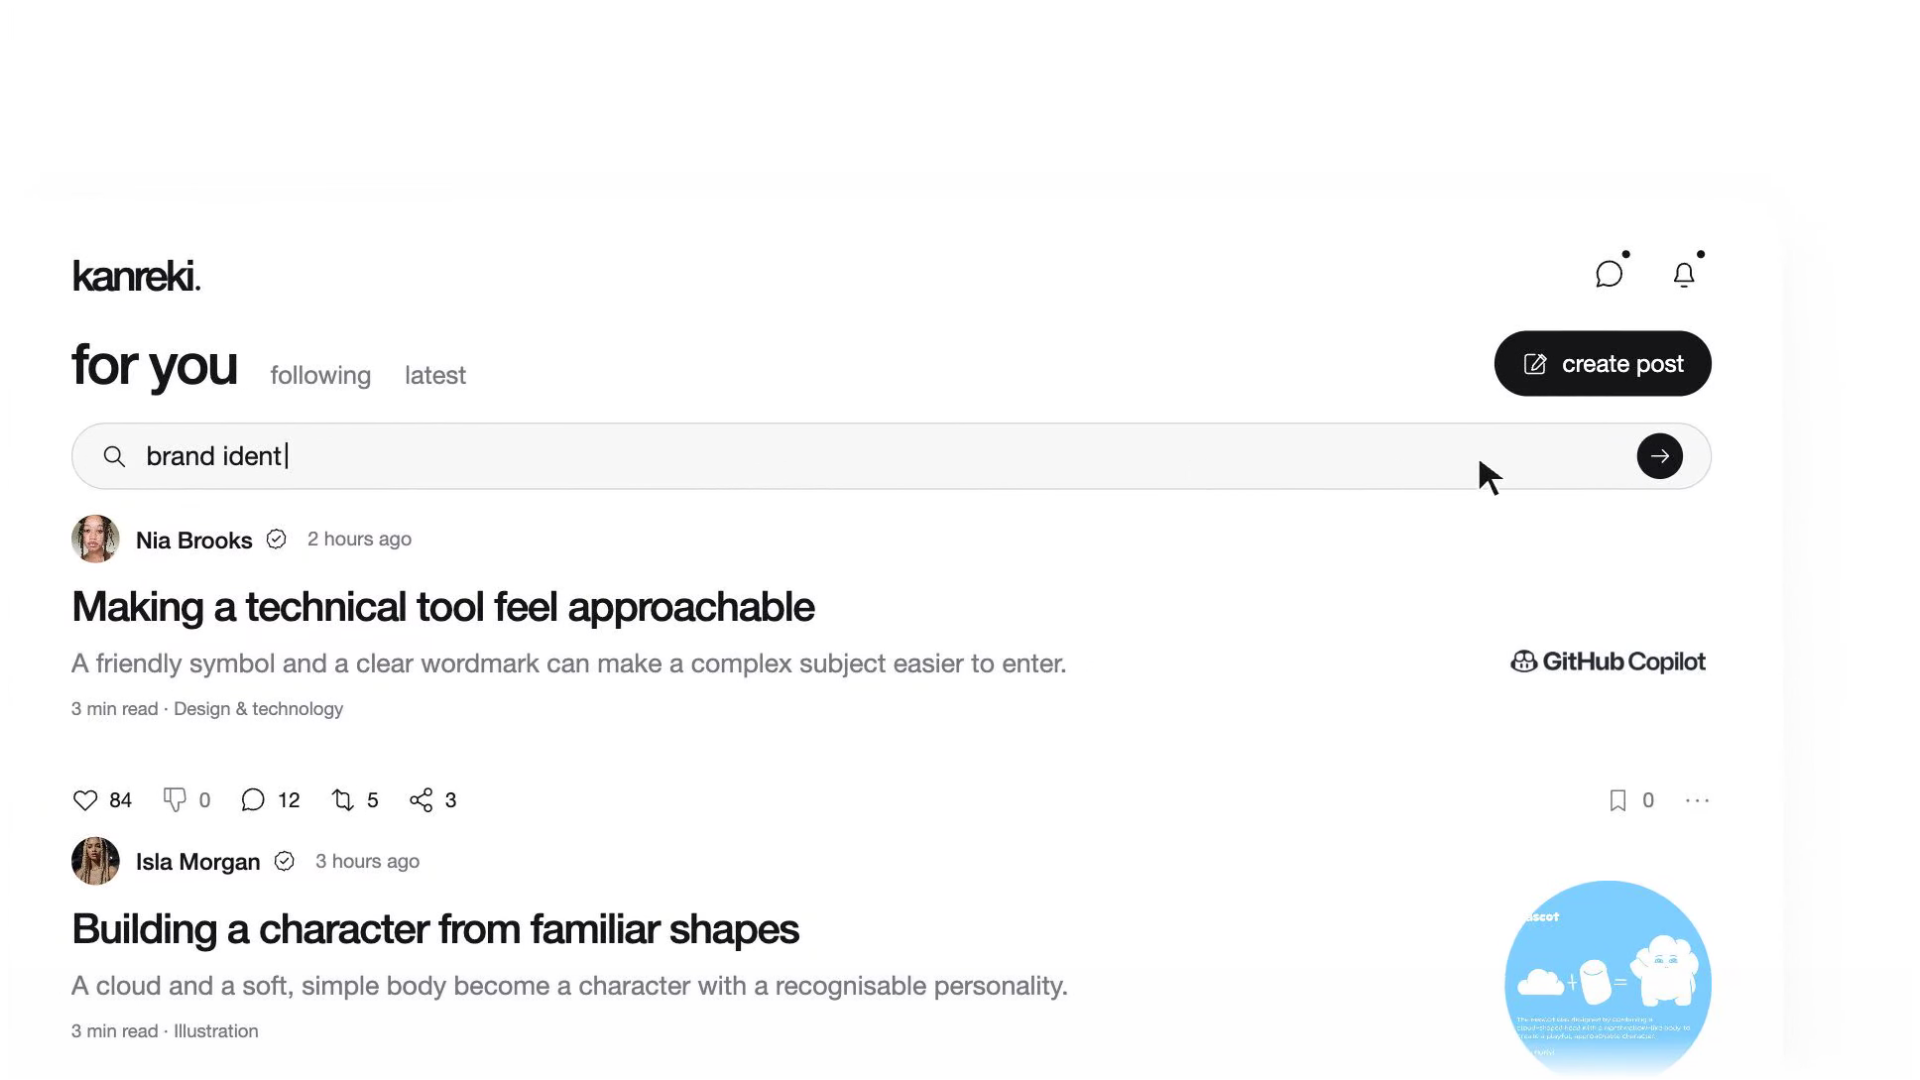 kanreki.
for you following latest
create post
brand ident
Nia Brooks 2 hours ago
Making a technical tool feel approachable
A friendly symbol and a clear wordmark can make a complex subject easier to enter.
3 min read · Design & technology
GitHub Copilot
84 0 12 5 3 0
Isla Morgan 3 hours ago
Building a character from familiar shapes
A cloud and a soft, simple body become a character with a recognisable personality.
3 min read · Illustration